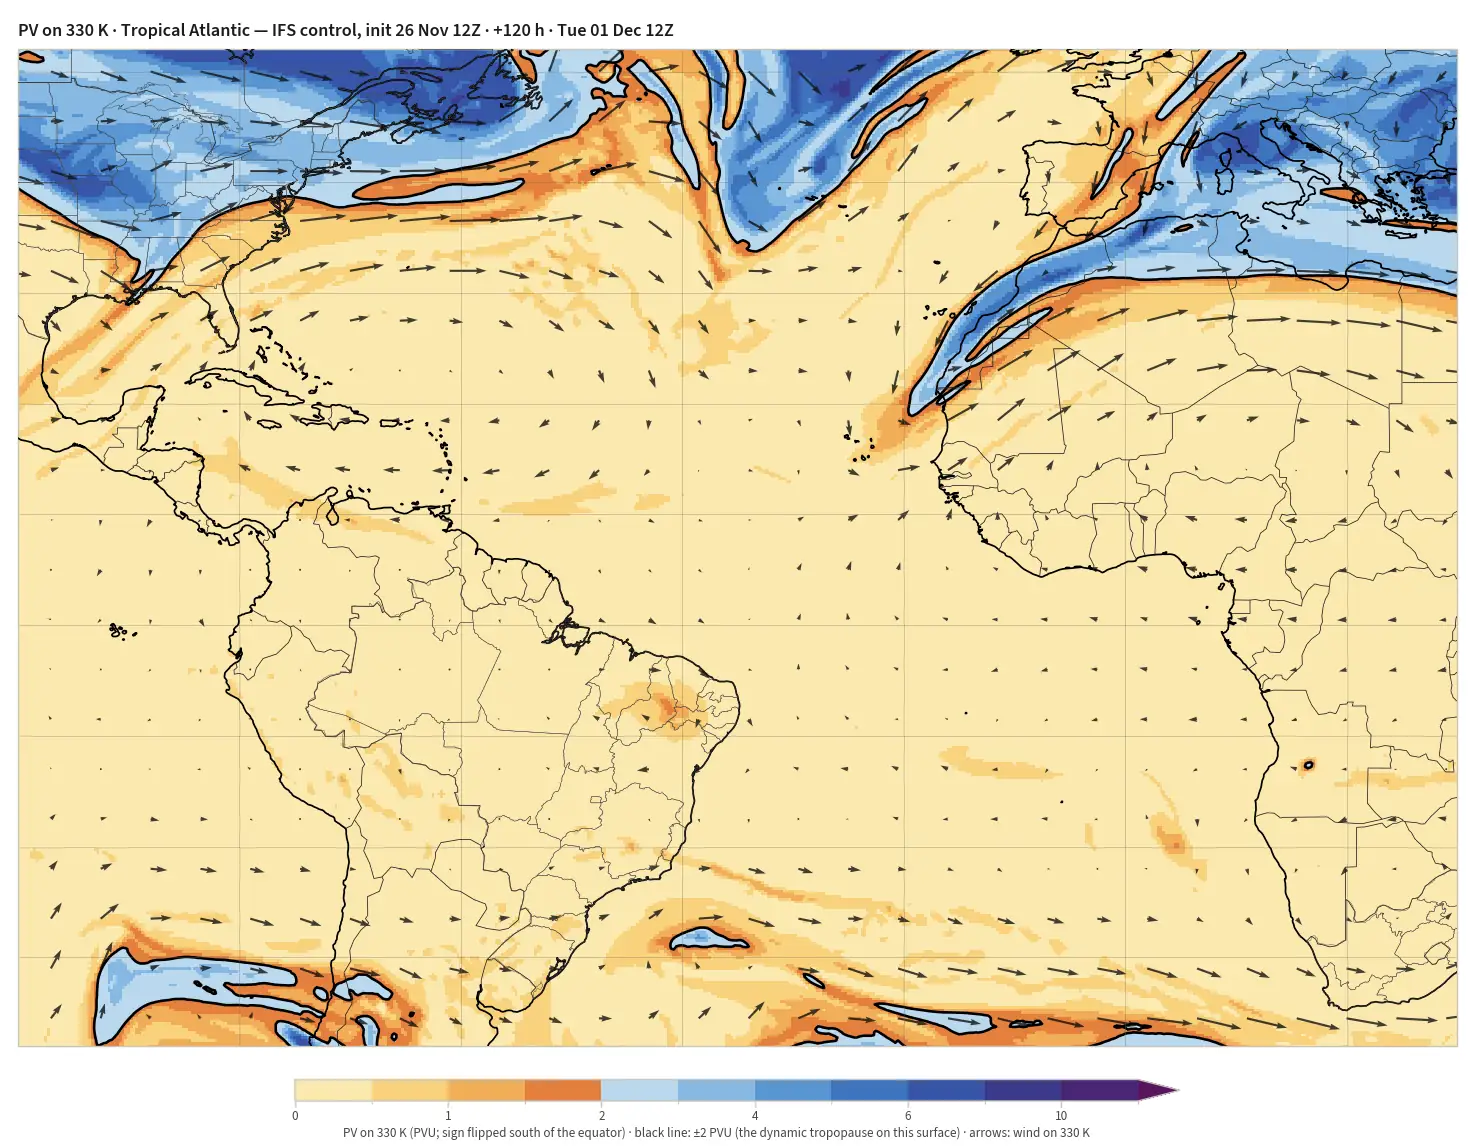 PV on 330 K · Tropical Atlantic — IFS control, init 26 Nov 12Z · +120 h · Tue 01 Dec 12Z
0 1 2 4 6 8 10
PV on 330 K (PVU; sign flipped south of the equator) · black line: ±2 PVU (the dynamic tropopause on this surface) · arrows: wind on 330 K